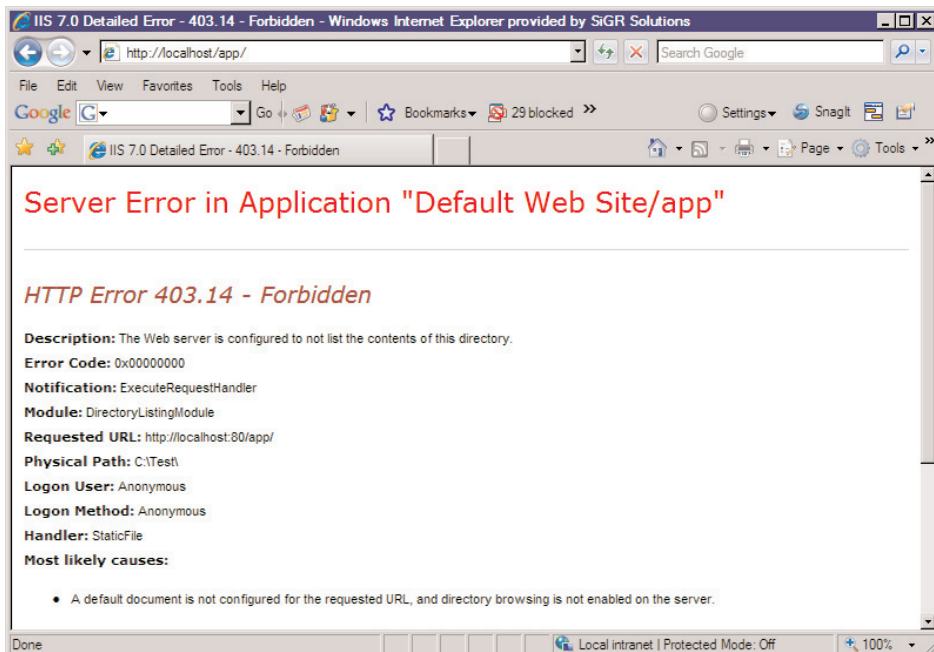 IIS 7.0 Detailed Error - 403.14 - Forbidden - Windows Internet Explorer provided by SiGR Solutions
http://localhost/app/
Search Google
File Edit View Favorites Tools Help
Google G Go Bookmarks 29 blocked >> Settings SnagIt
IIS 7.0 Detailed Error - 403.14 - Forbidden Page Tools >>
Server Error in Application "Default Web Site/app"
HTTP Error 403.14 - Forbidden
Description: The Web server is configured to not list the contents of this directory.
Error Code: 0x00000000
Notification: ExecuteRequestHandler
Module: DirectoryListingModule
Requested URL: http://localhost:80/app/
Physical Path: C:\Test\
Logon User: Anonymous
Logon Method: Anonymous
Handler: StaticFile
Most likely causes:
• A default document is not configured for the requested URL, and directory browsing is not enabled on the server.
Done Local intranet | Protected Mode: Off 100%